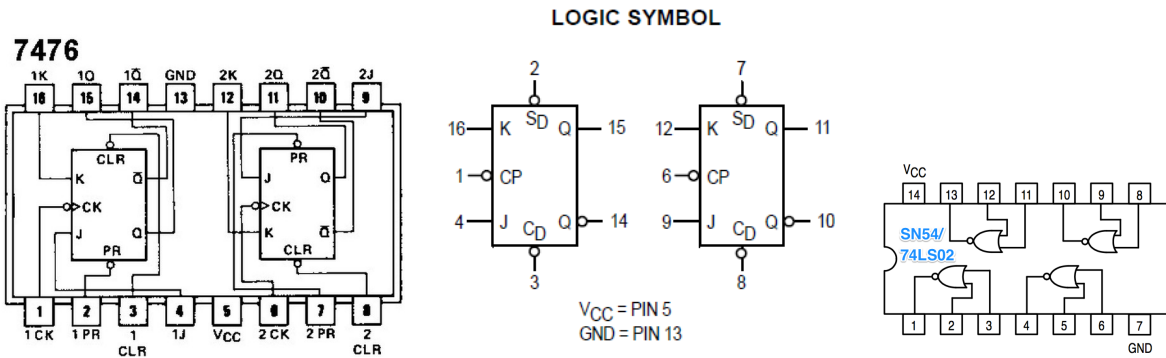 LOGIC SYMBOL
7476
1K 1Q 1Q̅ GND 2K 2Q 2Q̅ 2J
16 15 14 13 12 11 10 9
CLR
K Q̅
CK
J Q
PR
PR
J Q
CK
K Q̅
CLR
1 2 3 4 5 6 7 8
1 CK 1 PR 1 CLR 1J VCC 2 CK 2 PR 2 CLR
2
SD
16 K Q 15
1 CP
4 J Q 14
CD
3
7
SD
12 K Q 11
6 CP
9 J Q 10
CD
8
VCC = PIN 5
GND = PIN 13
VCC
14 13 12 11 10 9 8
SN54/
74LS02
1 2 3 4 5 6 7
GND